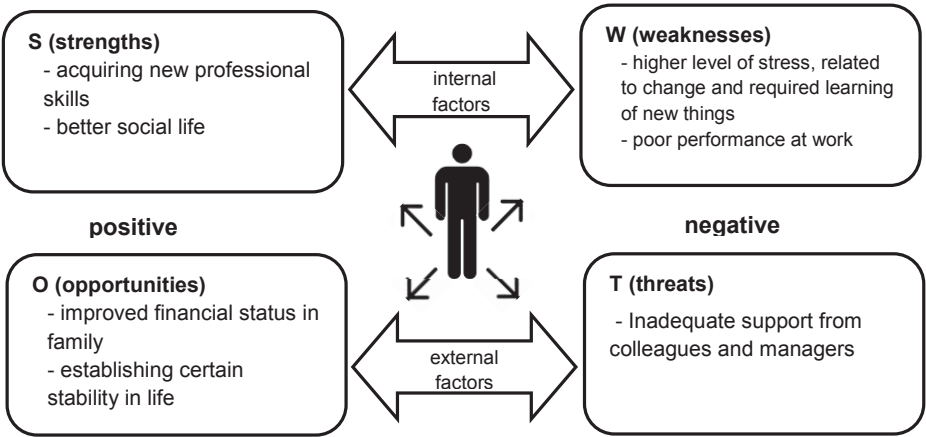 S (strengths)
- acquiring new professional
skills
- better social life
internal
factors
W (weaknesses)
- higher level of stress, related
to change and required learning
of new things
- poor performance at work
positive
negative
O (opportunities)
- improved financial status in
family
- establishing certain
stability in life
external
factors
T (threats)
- Inadequate support from
colleagues and managers